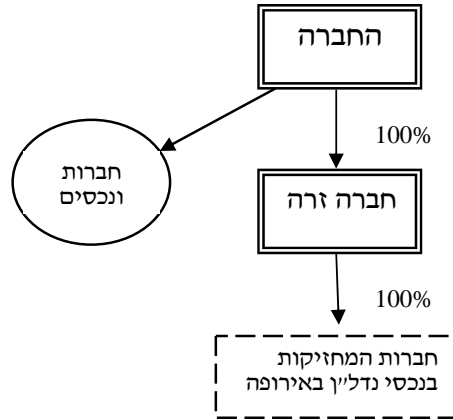 החברה
100%
חברות
ונכסים
חברה זרה
100%
חברות המחזיקות
בנכסי נדל״ן באירופה